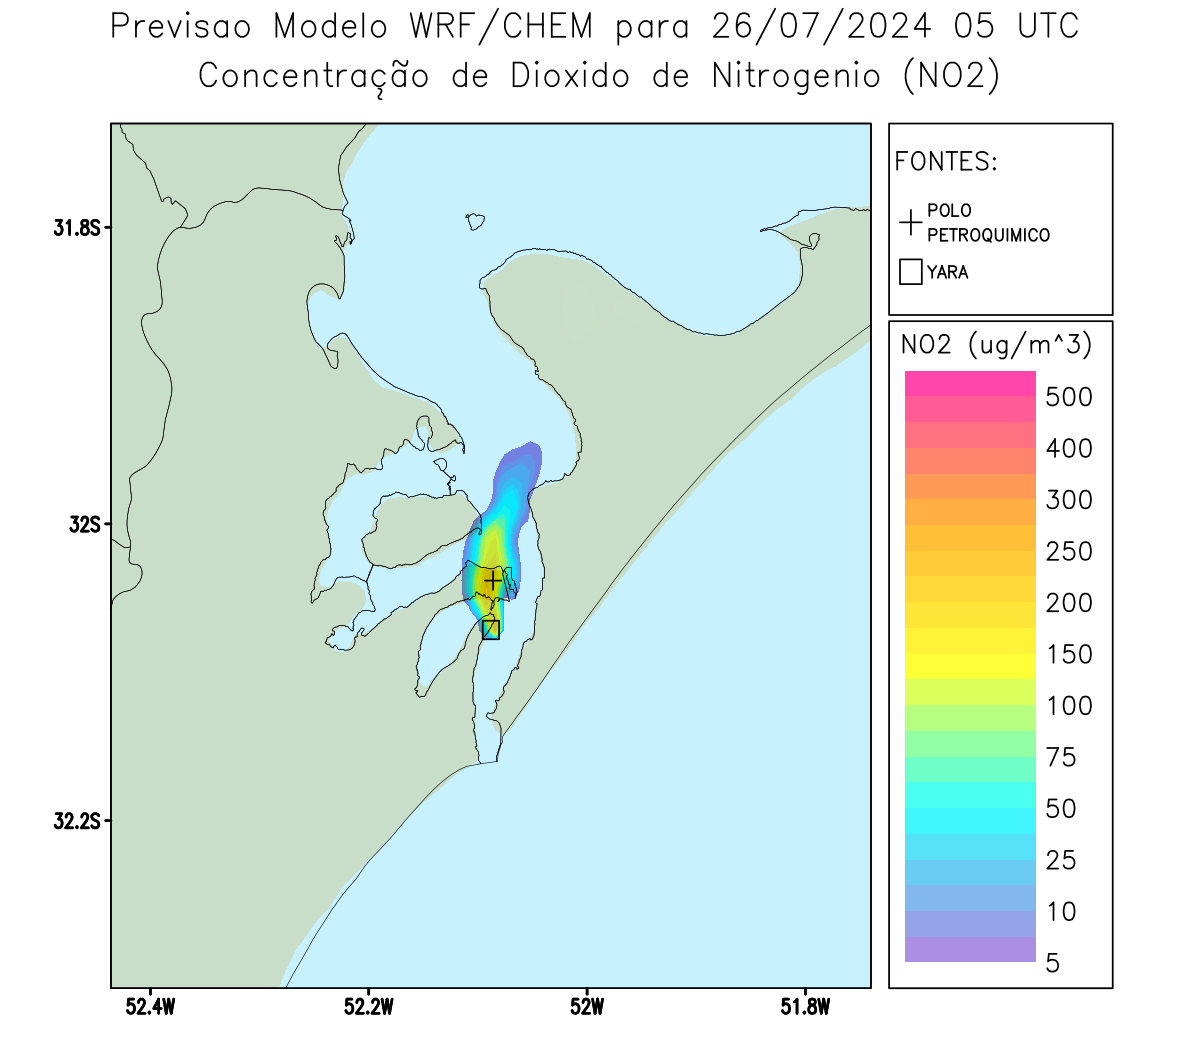 Previsao Modelo WRF/CHEM para 26/07/2024 05 UTC
Concentração de Dioxido de Nitrogenio (NO2)
FONTES:
POLO
PETROQUIMICO
YARA
NO2 (ug/m^3)
500
400
300
250
200
150
100
75
50
25
10
5
31.8S
32S
32.2S
52.4W
52.2W
52W
51.8W